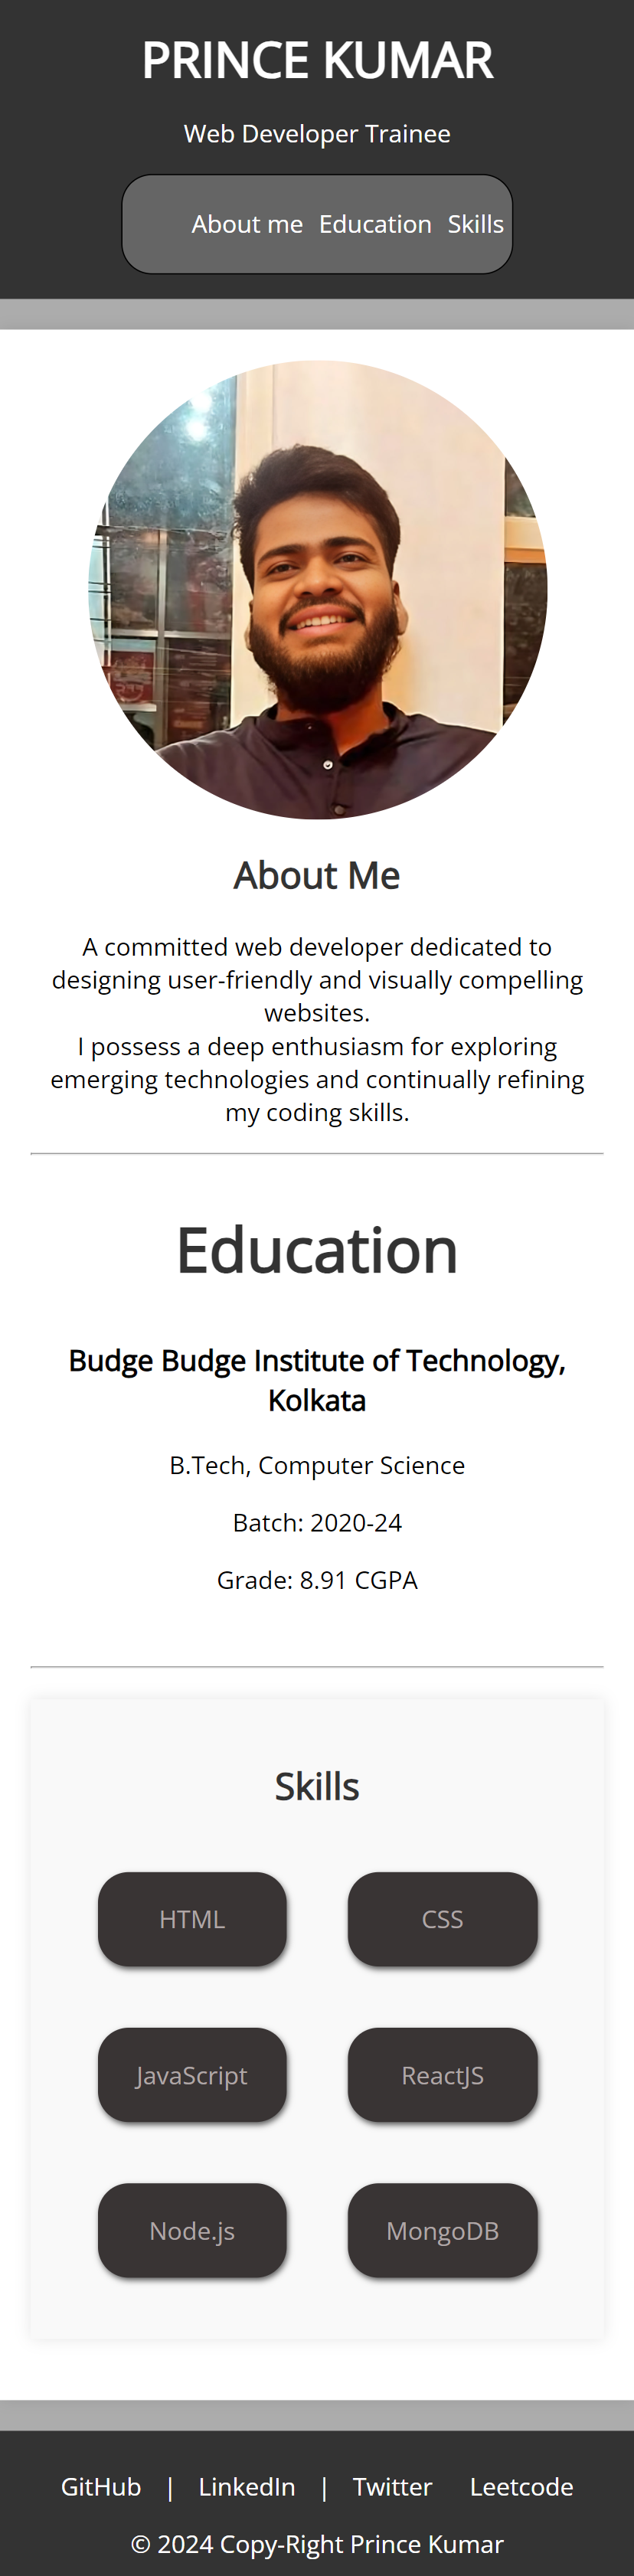 PRINCE KUMAR
Web Developer Trainee
About me Education Skills
About Me
A committed web developer dedicated to
designing user-friendly and visually compelling
websites.
I possess a deep enthusiasm for exploring
emerging technologies and continually refining
my coding skills.
Education
Budge Budge Institute of Technology,
Kolkata
B.Tech, Computer Science
Batch: 2020-24
Grade: 8.91 CGPA
Skills
HTML CSS
JavaScript ReactJS
Node.js MongoDB
GitHub | LinkedIn | Twitter Leetcode
© 2024 Copy-Right Prince Kumar